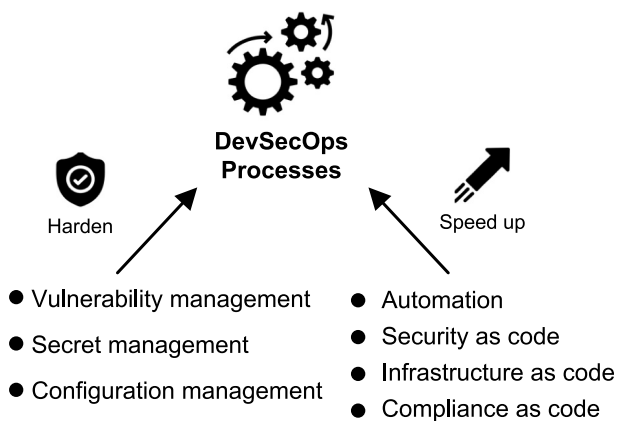 DevSecOps
Processes
Harden
Speed up
● Vulnerability management
● Secret management
● Configuration management
● Automation
● Security as code
● Infrastructure as code
● Compliance as code